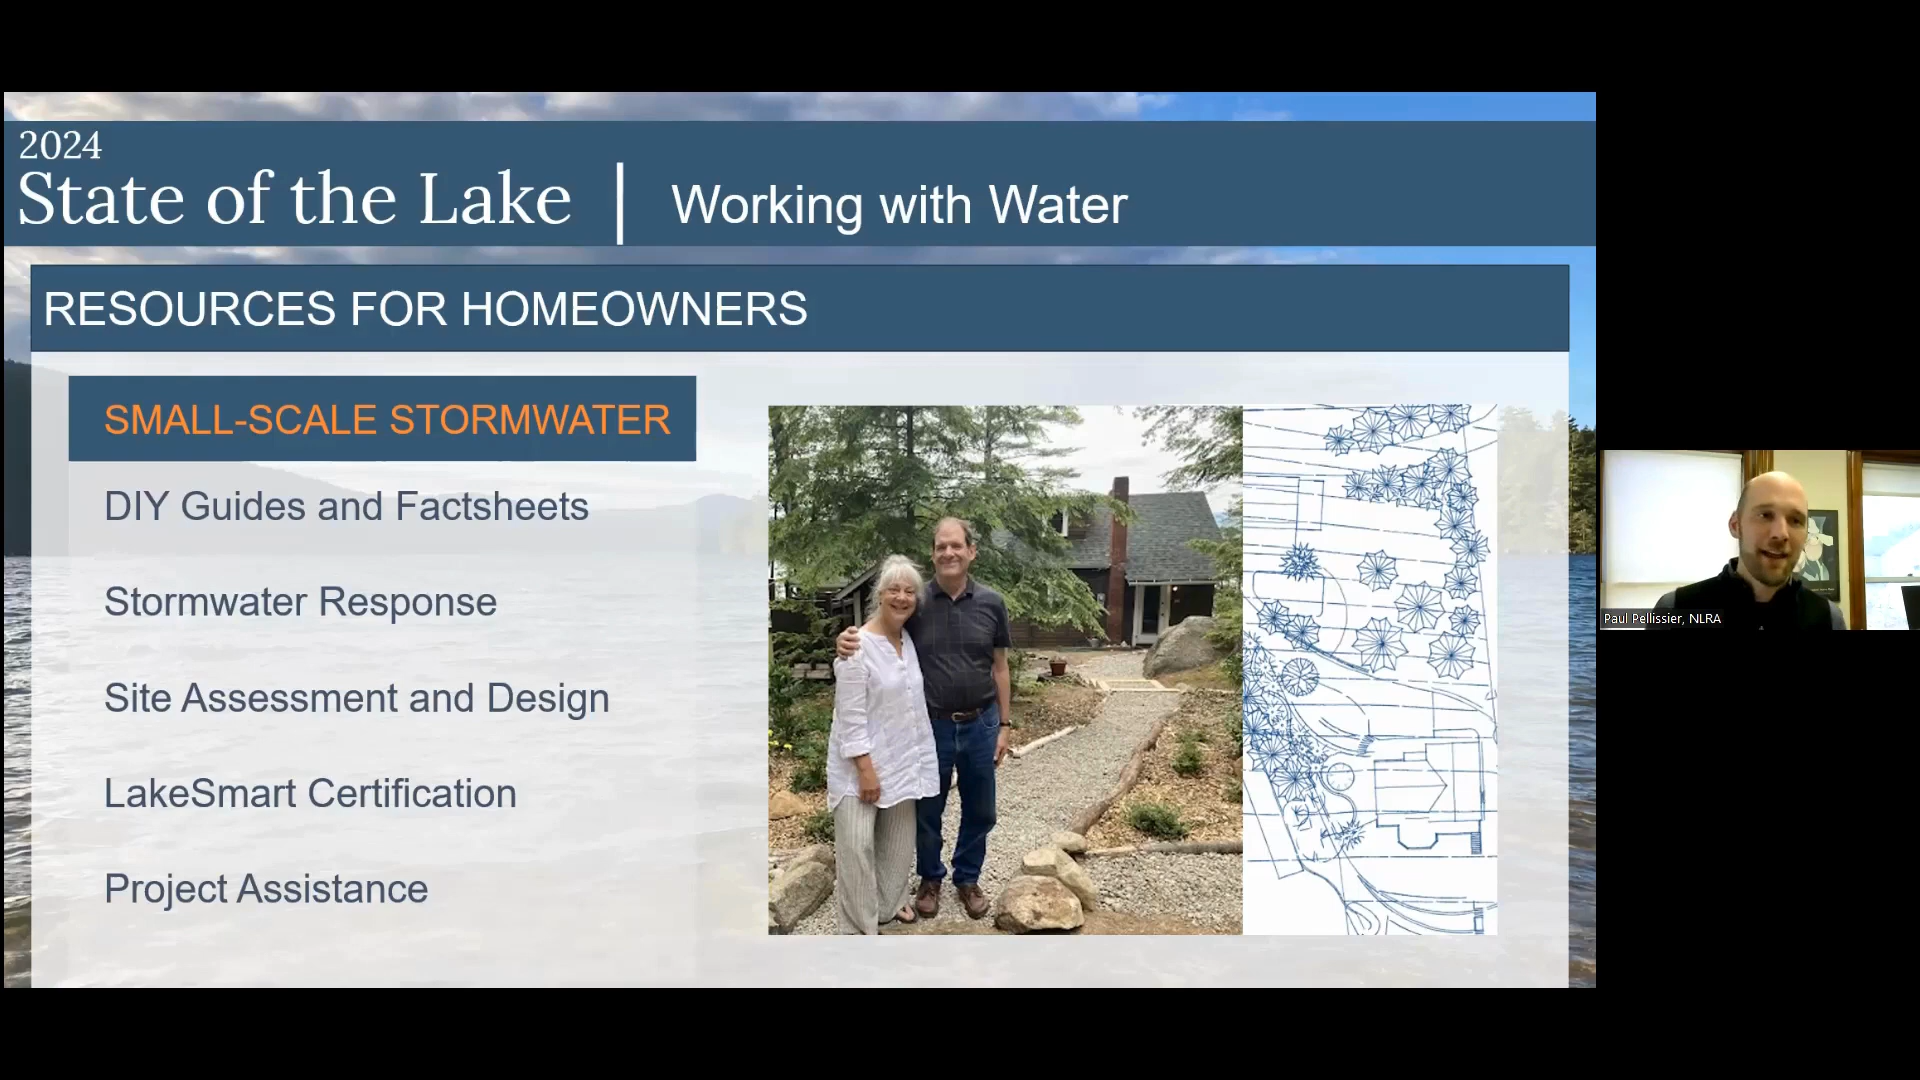 2024
State of the Lake | Working with Water
RESOURCES FOR HOMEOWNERS
SMALL-SCALE STORMWATER
DIY Guides and Factsheets
Stormwater Response
Site Assessment and Design
LakeSmart Certification
Project Assistance
Paul Pellissier, NLRA